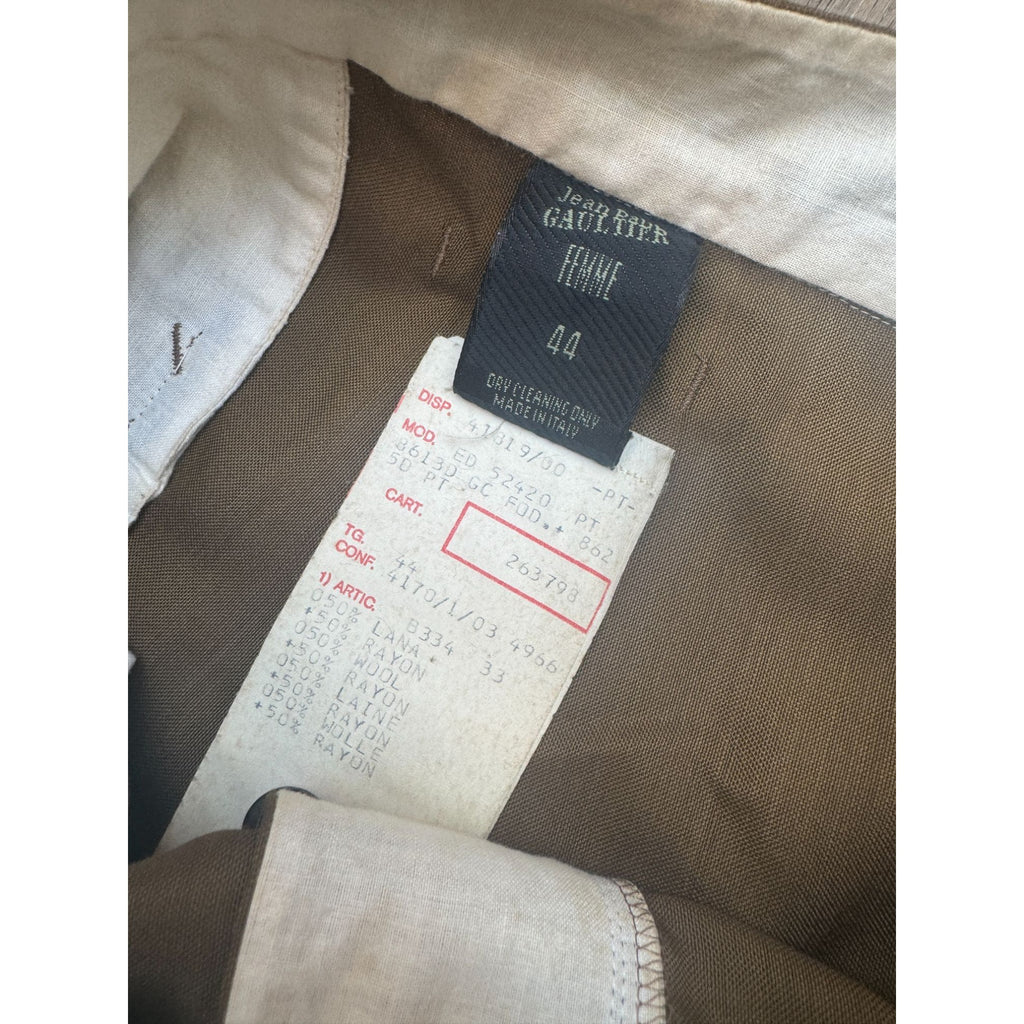 Jean Paul
GAULTIER
FEMME
44
DRY CLEANING ONLY
MADE IN ITALY
DISP. 41819/00 -PT-
MOD. ED 52420 PT
8613D GC FOD.+ 862
5D PT
CART. 263798
TG. 44
CONF. 4170/1/03 4966
1) ARTIC. B334 33
050% LANA
+50% RAYON
050% WOOL
+50% RAYON
050% LAINE
+50% RAYON
050% WOLLE
+50% RAYON